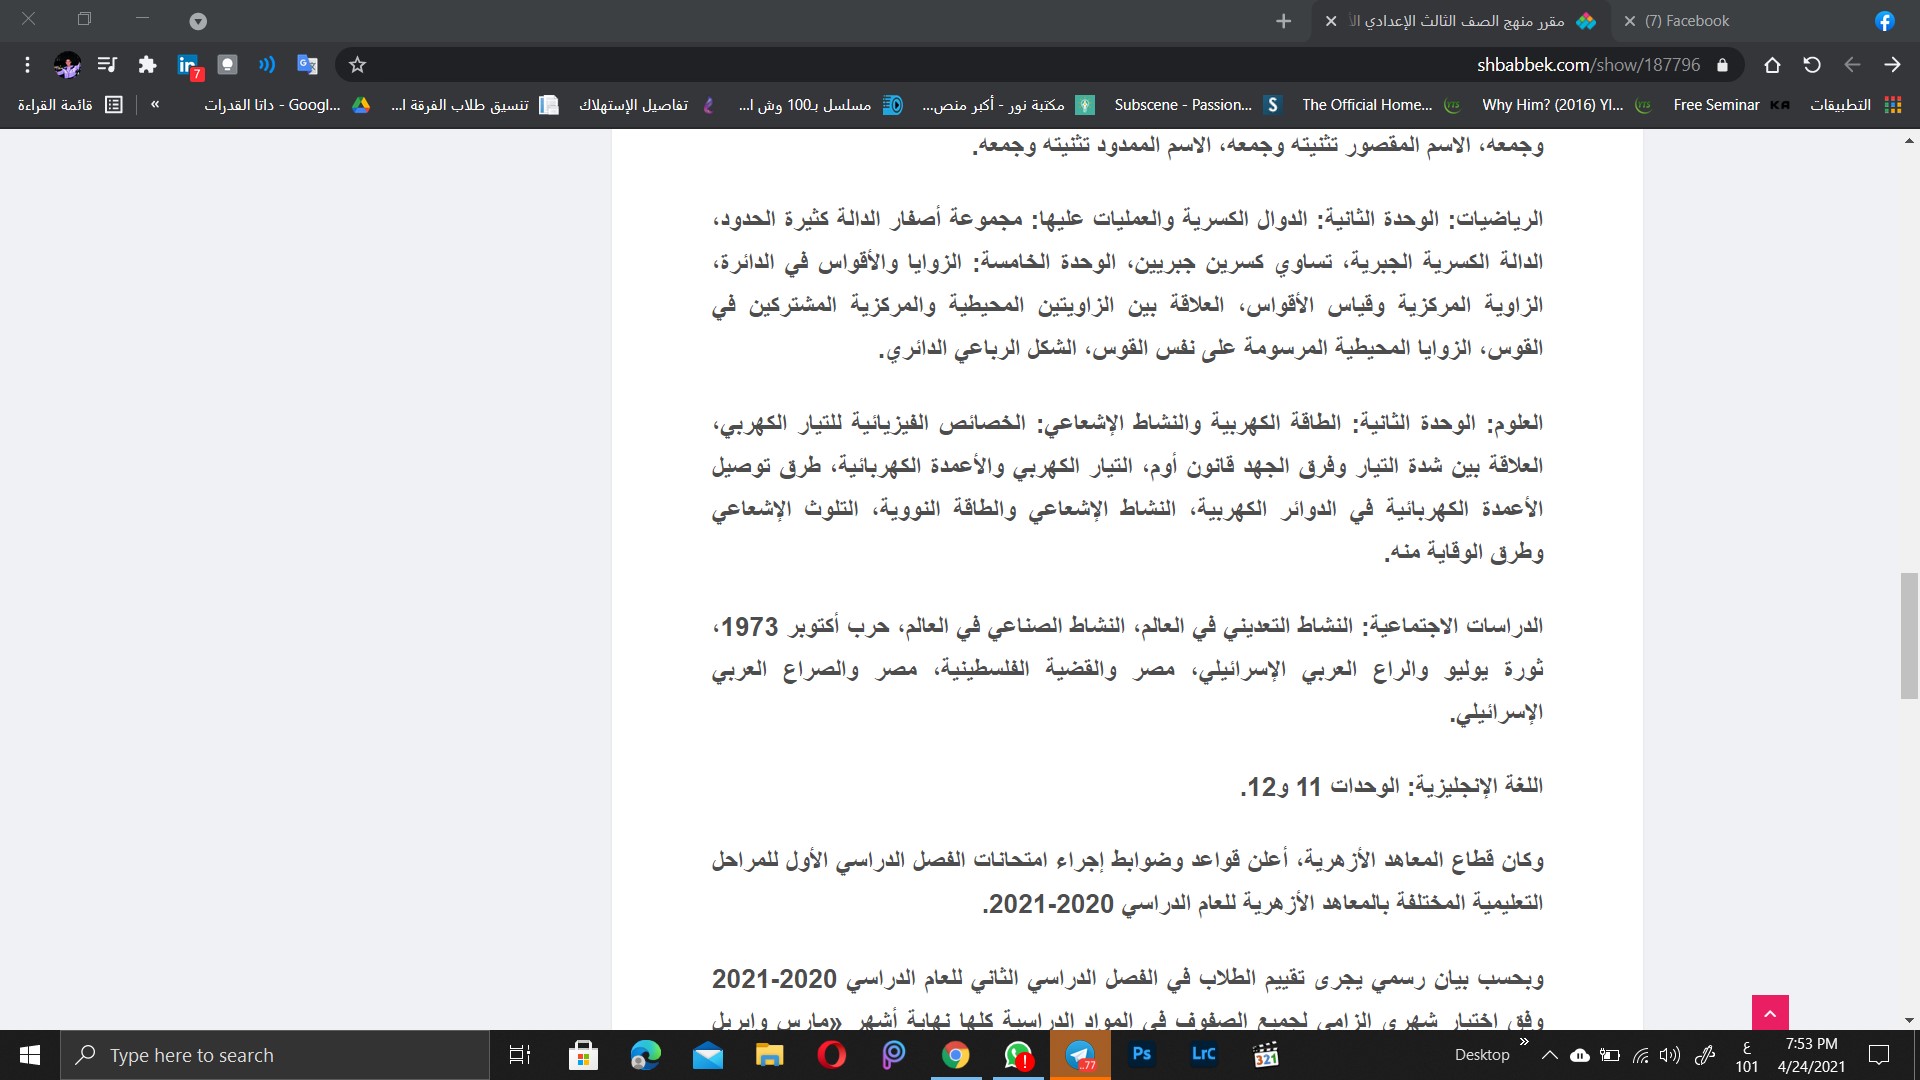 (7) Facebook
مقرر منهج الصف الثالث الإعدادي الأ
shbabbek.com/show/187796
7
التطبيقات
Free Seminar
Why Him? (2016) YI...
The Official Home...
Subscene - Passion...
مكتبة نور - أكبر منص...
مسلسل بـ100 وش ا...
تفاصيل الإستهلاك
تنسيق طلاب الفرقة ا...
داتا القدرات - Googl...
»
قائمة القراءة
وجمعه، الاسم المقصور تثنيته وجمعه، الاسم الممدود تثنيته وجمعه.
الرياضيات: الوحدة الثانية: الدوال الكسرية والعمليات عليها: مجموعة أصفار الدالة كثيرة الحدود،
الدالة الكسرية الجبرية، تساوي كسرين جبريين، الوحدة الخامسة: الزوايا والأقواس في الدائرة،
الزاوية المركزية وقياس الأقواس، العلاقة بين الزاويتين المحيطية والمركزية المشتركين في
القوس، الزوايا المحيطية المرسومة على نفس القوس، الشكل الرباعي الدائري.
العلوم: الوحدة الثانية: الطاقة الكهربية والنشاط الإشعاعي: الخصائص الفيزيائية للتيار الكهربي،
العلاقة بين شدة التيار وفرق الجهد قانون أوم، التيار الكهربي والأعمدة الكهربائية، طرق توصيل
الأعمدة الكهربائية في الدوائر الكهربية، النشاط الإشعاعي والطاقة النووية، التلوث الإشعاعي
وطرق الوقاية منه.
الدراسات الاجتماعية: النشاط التعديني في العالم، النشاط الصناعي في العالم، حرب أكتوبر 1973،
ثورة يوليو والراع العربي الإسرائيلي، مصر والقضية الفلسطينية، مصر والصراع العربي
الإسرائيلي.
اللغة الإنجليزية: الوحدات 11 و12.
وكان قطاع المعاهد الأزهرية، أعلن قواعد وضوابط إجراء امتحانات الفصل الدراسي الأول للمراحل
التعليمية المختلفة بالمعاهد الأزهرية للعام الدراسي 2020-2021.
وبحسب بيان رسمي يجرى تقييم الطلاب في الفصل الدراسي الثاني للعام الدراسي 2020-2021
وفق اختبار شهري إلزامي لجميع الصفوف في المواد الدراسية كلها نهاية أشهر «مارس وإبريل
Type here to search
..77
Ps
LrC
321
Desktop
»
ع
101
7:53 PM
4/24/2021